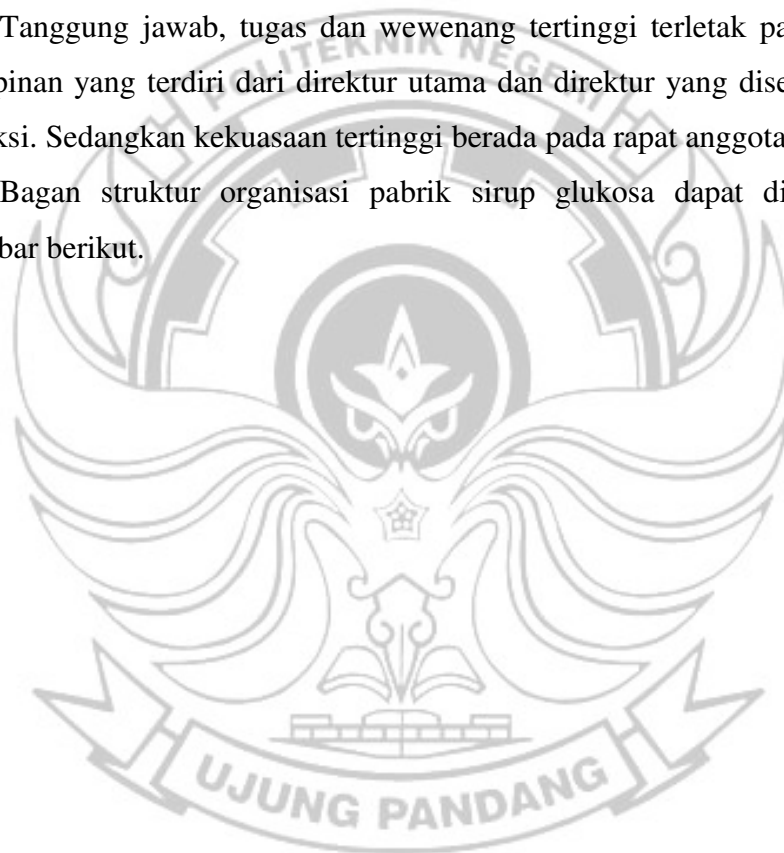 Tanggung jawab, tugas dan wewenang tertinggi terletak pa
pinan yang terdiri dari direktur utama dan direktur yang dise
ksi. Sedangkan kekuasaan tertinggi berada pada rapat anggota
Bagan struktur organisasi pabrik sirup glukosa dapat di
bar berikut.
POLITEKNIK NEGERI
UJUNG PANDANG